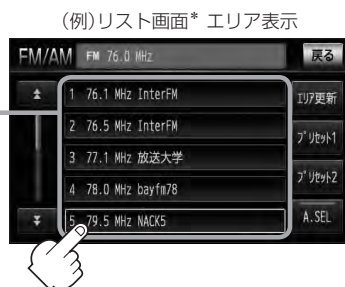 (例)リスト画面* エリア表示
FM/AM FM 76.0 MHz 戻る
1 76.1 MHz InterFM
2 76.5 MHz InterFM
3 77.1 MHz 放送大学
4 78.0 MHz bayfm78
5 79.5 MHz NACK5
エリア更新
プリセット1
プリセット2
A.SEL